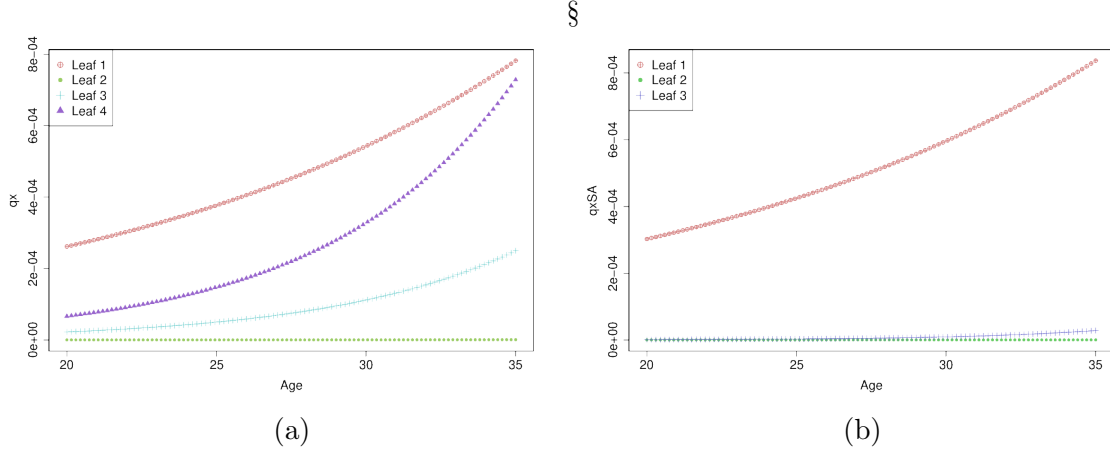 §
Leaf 1
Leaf 2
Leaf 3
Leaf 4
qx
0e+00
2e-04
4e-04
6e-04
8e-04
20
25
30
35
Age
(a)
Leaf 1
Leaf 2
Leaf 3
qxSA
0e+00
2e-04
4e-04
6e-04
8e-04
20
25
30
35
Age
(b)